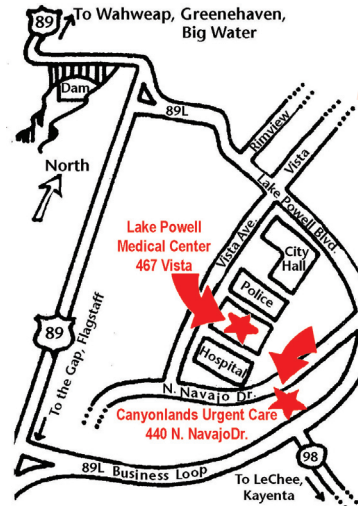 89
To Wahweap, Greenehaven,
Big Water
Dam
89L
Rimview
Vista
North
Lake Powell Blvd.
Lake Powell
Medical Center
467 Vista
Vista Ave.
City
Hall
Police
89
To the Gap, Flagstaff
Hospital
N. Navajo Dr.
Canyonlands Urgent Care
440 N. NavajoDr.
89L Business Loop
98
To LeChee,
Kayenta